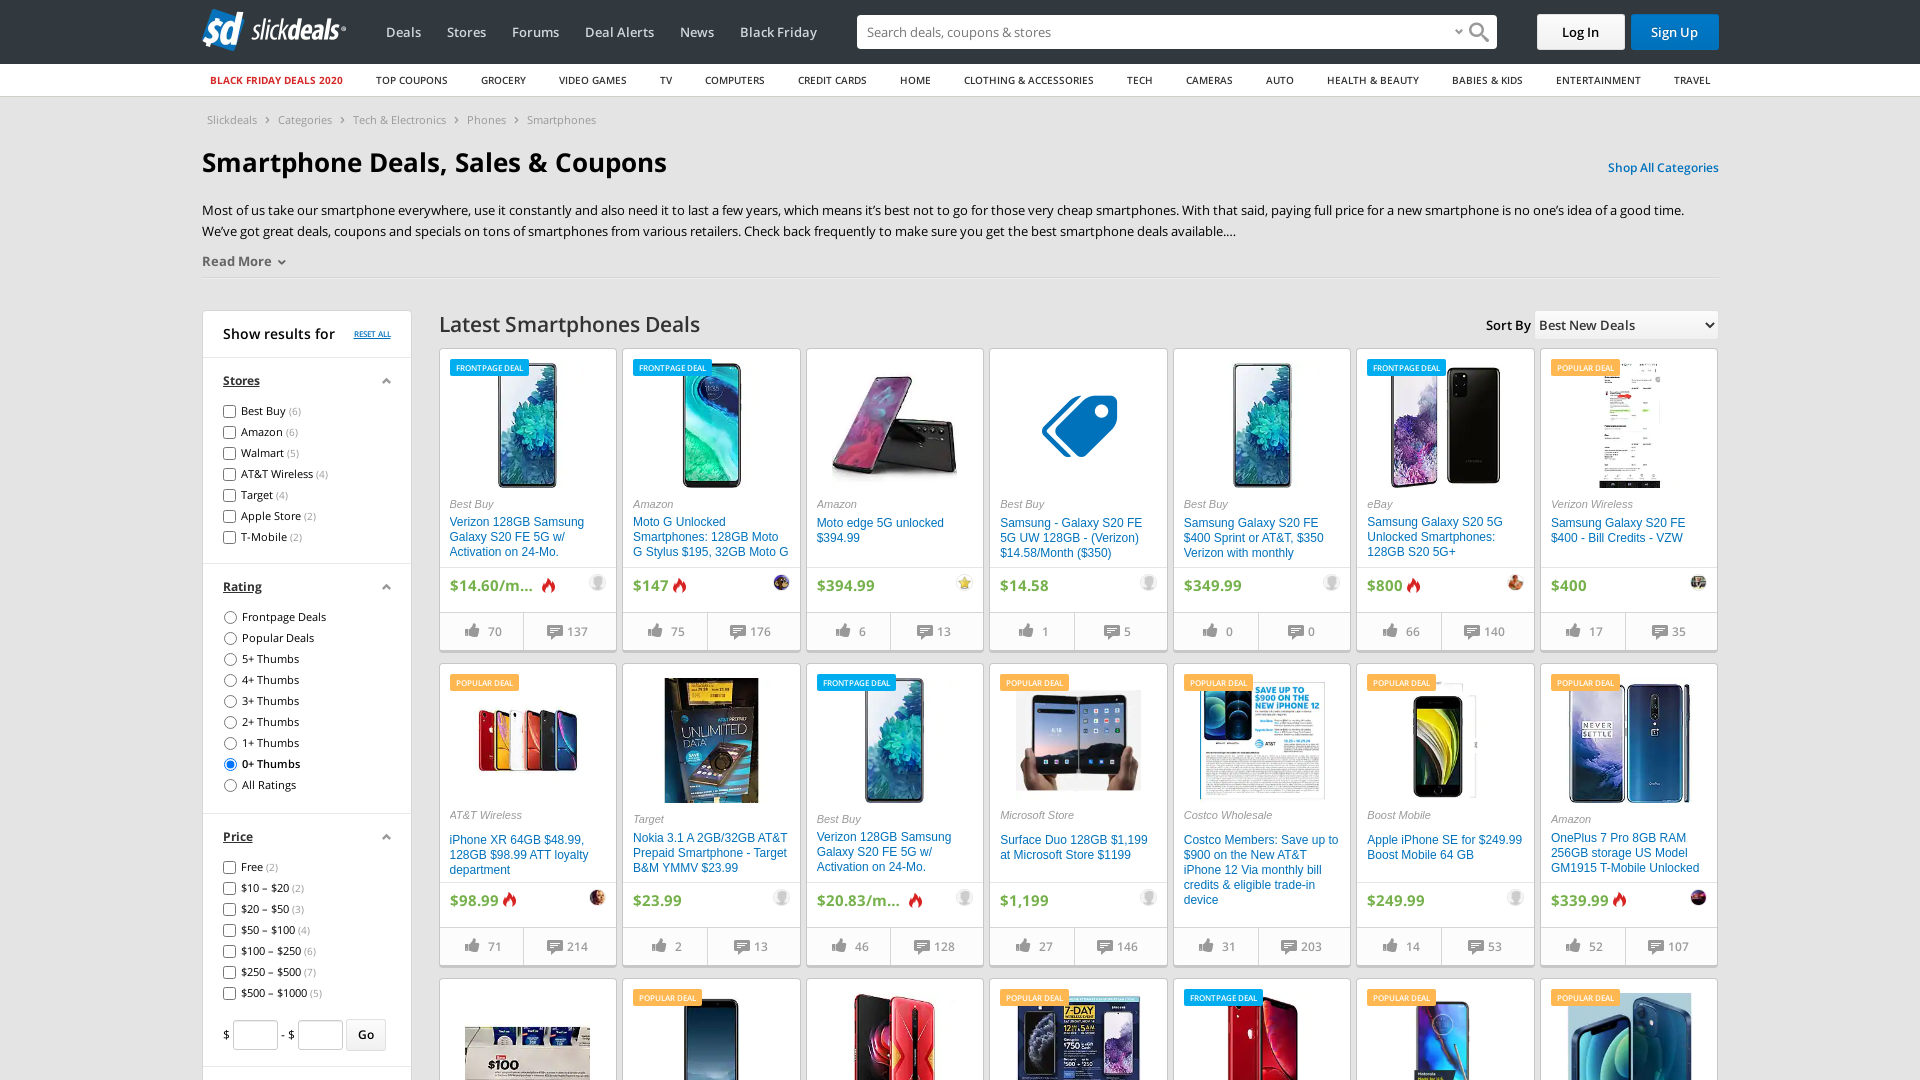 sd slickdeals
Deals Stores Forums Deal Alerts News Black Friday
Search deals, coupons & scores
Log In
Sign Up
BLACK FRIDAY DEALS 2020 TOP COUPONS GROCERY VIDEO GAMES TV COMPUTERS CREDIT CARDS HOME CLOTHING & ACCESSORIES TECH CAMERAS AUTO HEALTH & BEAUTY BABIES & KIDS ENTERTAINMENT TRAVEL
Slickdeals › Categories › Tech & Electronics › Phones › Smartphones
Smartphone Deals, Sales & Coupons
Shop All Categories
Most of us take our smartphone everywhere, use it constantly and also need it to last a few years, which means it’s best not to go for those very cheap smartphones. With that said, paying full price for a new smartphone is no one’s idea of a good time.
We’ve got great deals, coupons and specials on tons of smartphones from various retailers. Check back frequently to make sure you get the best smartphone deals available.…
Read More
Show results for RESET ALL
Stores
Best Buy (6)
Amazon (6)
Walmart (5)
AT&T Wireless (4)
Target (4)
Apple Store (2)
T-Mobile (2)
Rating
Frontpage Deals
Popular Deals
5+ Thumbs
4+ Thumbs
3+ Thumbs
2+ Thumbs
1+ Thumbs
0+ Thumbs
All Ratings
Price
Free (2)
$10 – $20 (2)
$20 – $50 (3)
$50 – $100 (4)
$100 – $250 (6)
$250 – $500 (7)
$500 – $1000 (5)
$ - $ Go
Latest Smartphones Deals
Sort By Best New Deals
FRONTPAGE DEAL
Best Buy
Verizon 128GB Samsung
Galaxy S20 FE 5G w/
Activation on 24-Mo.
$14.60/m...
70 137
FRONTPAGE DEAL
Amazon
Moto G Unlocked
Smartphones: 128GB Moto
G Stylus $195, 32GB Moto G
$147
75 176
Amazon
Moto edge 5G unlocked
$394.99
$394.99
6 13
Best Buy
Samsung - Galaxy S20 FE
5G UW 128GB - (Verizon)
$14.58/Month ($350)
$14.58
1 5
Best Buy
Samsung Galaxy S20 FE
$400 Sprint or AT&T, $350
Verizon with monthly
$349.99
0 0
FRONTPAGE DEAL
eBay
Samsung Galaxy S20 5G
Unlocked Smartphones:
128GB S20 5G+
$800
66 140
POPULAR DEAL
Verizon Wireless
Samsung Galaxy S20 FE
$400 - Bill Credits - VZW
$400
17 35
POPULAR DEAL
AT&T Wireless
iPhone XR 64GB $48.99,
128GB $98.99 ATT loyalty
department
$98.99
71 214
UNLIMITED
DATA
Target
Nokia 3.1 A 2GB/32GB AT&T
Prepaid Smartphone - Target
B&M YMMV $23.99
$23.99
2 13
FRONTPAGE DEAL
Best Buy
Verizon 128GB Samsung
Galaxy S20 FE 5G w/
Activation on 24-Mo.
$20.83/m...
46 128
POPULAR DEAL
Microsoft Store
Surface Duo 128GB $1,199
at Microsoft Store $1199
$1,199
27 146
POPULAR DEAL
SAVE UP TO
$900 ON THE
NEW iPHONE 12
AT&T
Costco Wholesale
Costco Members: Save up to
$900 on the New AT&T
iPhone 12 Via monthly bill
credits & eligible trade-in
device
31 203
POPULAR DEAL
Boost Mobile
Apple iPhone SE for $249.99
Boost Mobile 64 GB
$249.99
14 53
POPULAR DEAL
NEVER
SETTLE
Amazon
OnePlus 7 Pro 8GB RAM
256GB storage US Model
GM1915 T-Mobile Unlocked
$339.99
52 107
$100
POPULAR DEAL
POPULAR DEAL
7-DAY
FRONTPAGE DEAL
POPULAR DEAL
POPULAR DEAL